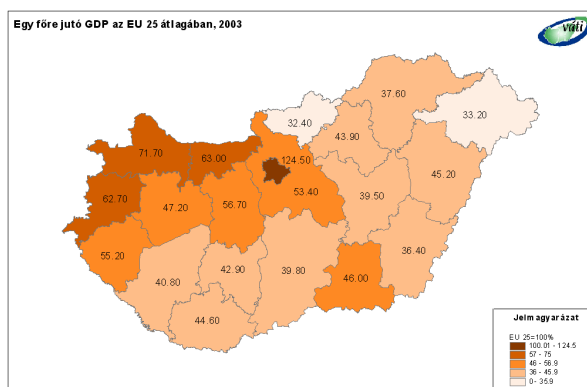 Egy főre jutó GDP az EU 25 átlagában, 2003
váti
37.60
32.40
33.20
43.90
71.70
63.00
124.50
45.20
62.70
47.20
56.70
53.40
39.50
55.20
36.40
40.80
42.90
39.80
46.00
44.60
Jelmagyarázat
EU 25=100%
100.01 - 124.5
57 - 75
46 - 56.9
36 - 45.9
0 - 35.9